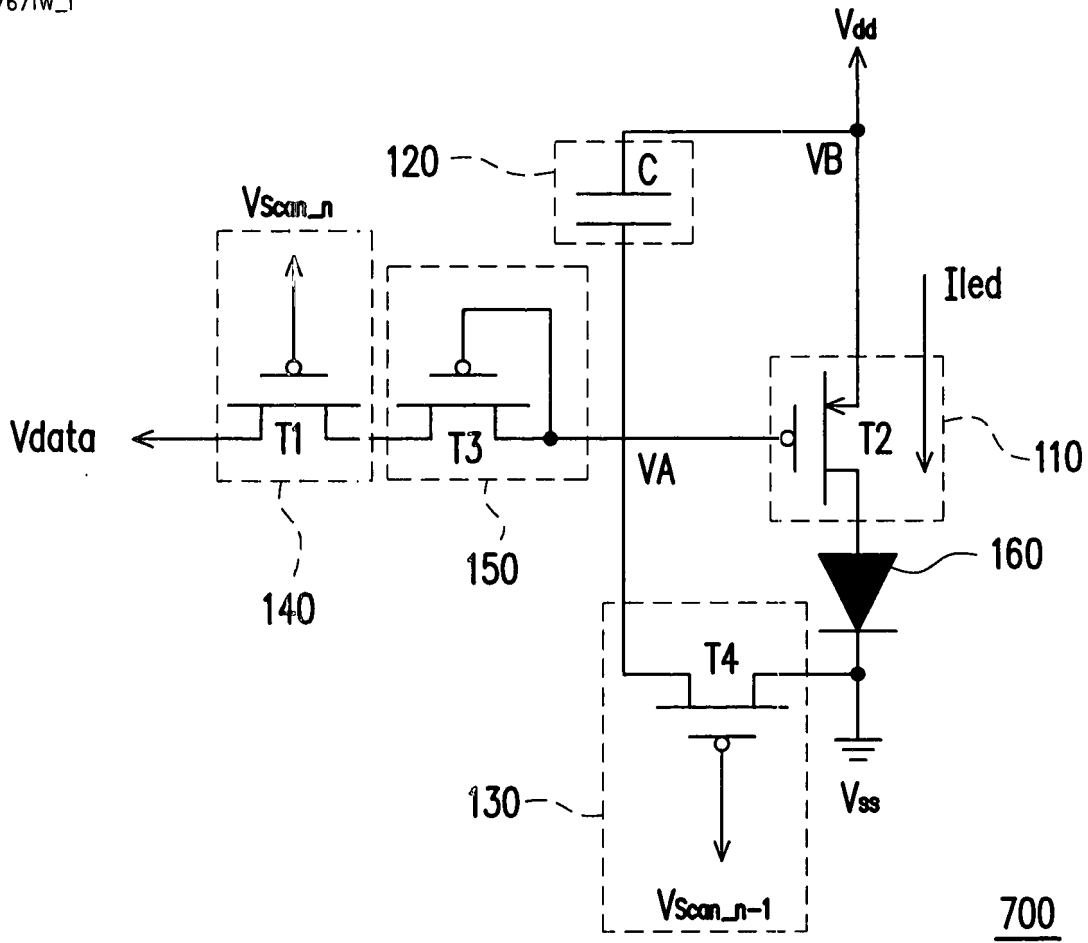 Vdd
120
C
VB
VScan_n
Iled
Vdata
T1
T3
VA
T2
110
140
150
160
T4
130
Vss
VScan_n-1
700